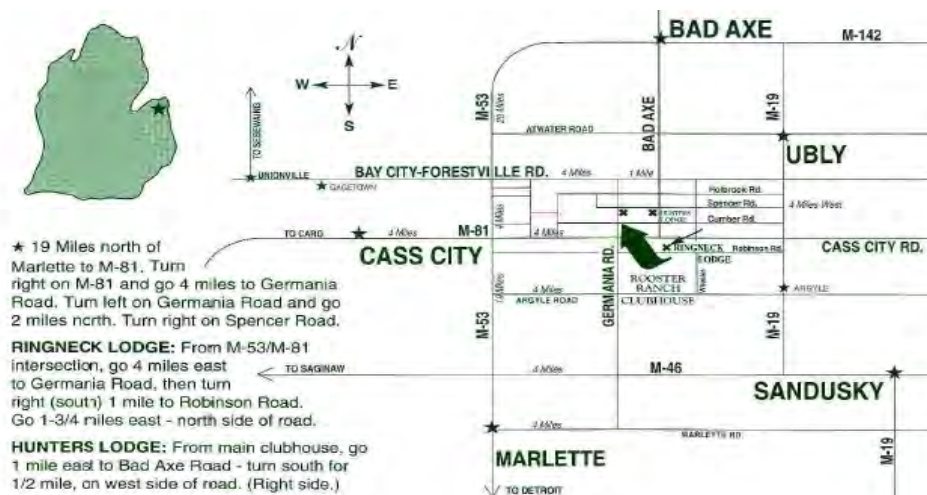 BAD AXE
M-142
N
W
E
S
M-53
20 Miles
BAD AXE
M-19
TO SEBEWAING
ATWATER ROAD
UBLY
UNIONVILLE
BAY CITY-FORESTVILLE RD.
4 Miles
1 Mile
GAGETOWN
Holbrook Rd.
Spencer Rd.
4 Miles West
HUNTERS
LODGE
Cumber Rd.
4 Miles
TO CARO
4 Miles
M-81
4 Miles
CASS CITY
CASS CITY RD.
RINGNECK
Robinson Rd.
LODGE
GERMANIA RD.
ROOSTER
RANCH
CLUBHOUSE
4 Miles
ARGYLE ROAD
ARGYLE
M-53
M-19
TO SAGINAW
4 Miles
M-46
SANDUSKY
4 Miles
MARLETTE RD.
MARLETTE
M-19
TO DETROIT
19 Miles north of
Marlette to M-81. Turn
right on M-81 and go 4 miles to Germania
Road. Turn left on Germania Road and go
2 miles north. Turn right on Spencer Road.
RINGNECK LODGE: From M-53/M-81
intersection, go 4 miles east
to Germania Road, then turn
right (south) 1 mile to Robinson Road.
Go 1-3/4 miles east - north side of road.
HUNTERS LODGE: From main clubhouse, go
1 mile east to Bad Axe Road - turn south for
1/2 mile, on west side of road. (Right side.)